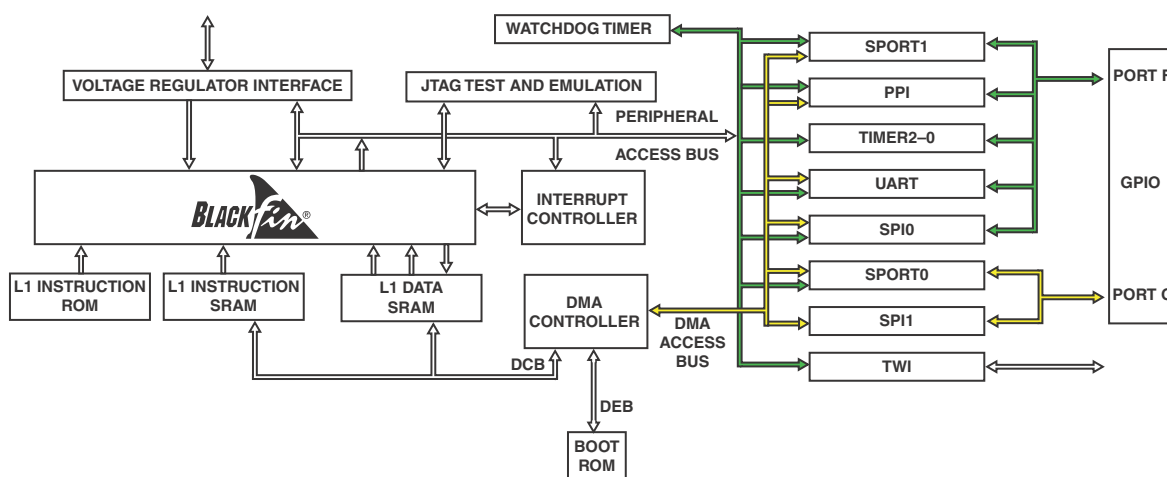 WATCHDOG TIMER
VOLTAGE REGULATOR INTERFACE
JTAG TEST AND EMULATION
PERIPHERAL
ACCESS BUS
BLACKfin®
INTERRUPT
CONTROLLER
L1 INSTRUCTION
ROM
L1 INSTRUCTION
SRAM
L1 DATA
SRAM
DMA
CONTROLLER
DCB
DEB
BOOT
ROM
DMA
ACCESS
BUS
SPORT1
PPI
TIMER2–0
UART
SPI0
SPORT0
SPI1
TWI
PORT F
GPIO
PORT